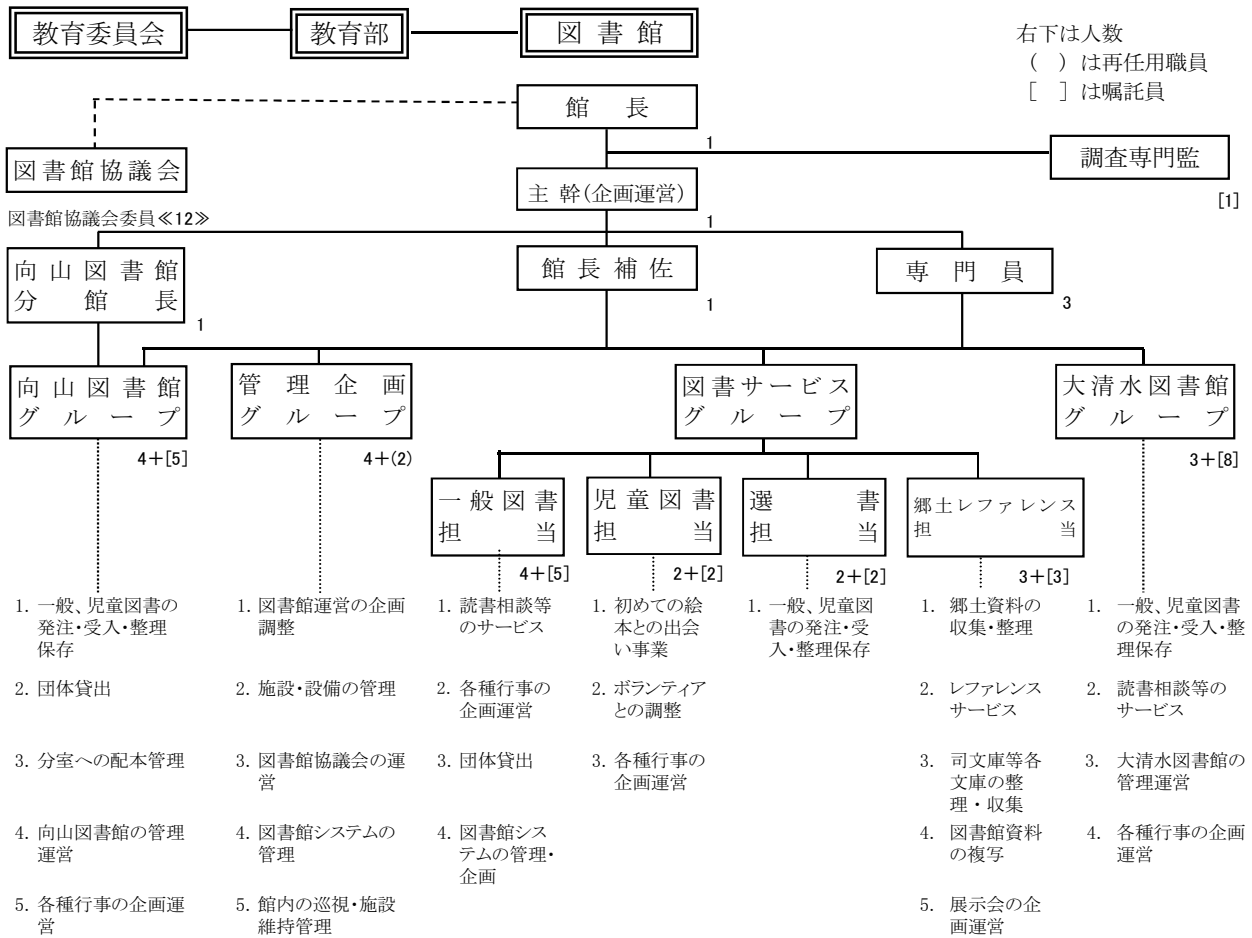 教育委員会
教育部
図書館
右下は人数
( )は再任用職員
[ ]は嘱託員
館長
1
図書館協議会
調査専門監
[1]
主幹(企画運営)
1
図書館協議会委員≪12≫
向山図書館
分館長
1
館長補佐
1
専門員
3
向山図書館
グループ
4+[5]
管理企画
グループ
4+(2)
図書サービス
グループ
大清水図書館
グループ
3+[8]
一般図書
担当
4+[5]
児童図書
担当
2+[2]
選書
担当
2+[2]
郷土レファレンス
担当
3+[3]
1. 一般、児童図書の
発注・受入・整理
保存
2. 団体貸出
3. 分室への配本管理
4. 向山図書館の管理
運営
5. 各種行事の企画運
営
1. 図書館運営の企画
調整
2. 施設・設備の管理
3. 図書館協議会の運
営
4. 図書館システムの
管理
5. 館内の巡視・施設
維持管理
1. 読書相談等
のサービス
2. 各種行事の
企画運営
3. 団体貸出
4. 図書館シス
テムの管理・
企画
1. 初めての絵
本との出会
い事業
2. ボランティア
との調整
3. 各種行事の
企画運営
1. 一般、児童図
書の発注・受
入・整理保存
1. 郷土資料の
収集・整理
2. レファレンス
サービス
3. 司文庫等各
文庫の整
理・収集
4. 図書館資料
の複写
5. 展示会の企
画運営
1. 一般、児童図書
の発注・受入・整
理保存
2. 読書相談等の
サービス
3. 大清水図書館の
管理運営
4. 各種行事の企画
運営